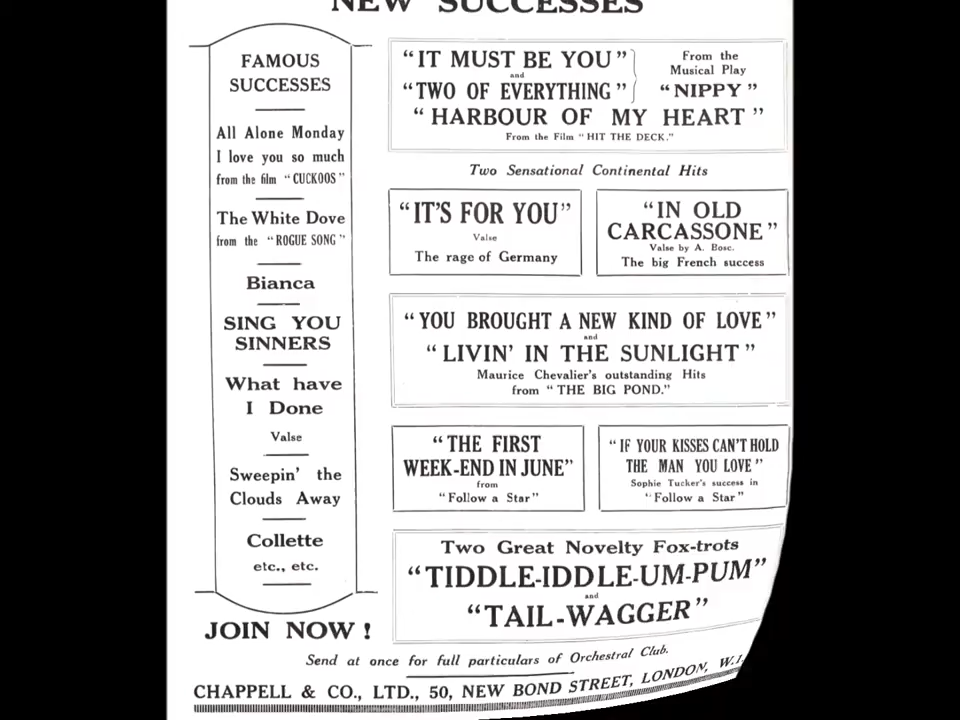 NEW SUCCESSES
FAMOUS
SUCCESSES
All Alone Monday
I love you so much
from the film "CUCKOOS"
The White Dove
from the "ROGUE SONG"
Bianca
SING YOU
SINNERS
What have
I Done
Valse
Sweepin' the
Clouds Away
Collette
etc., etc.
"IT MUST BE YOU"
and
"TWO OF EVERYTHING"
From the
Musical Play
"NIPPY"
"HARBOUR OF MY HEART"
From the Film "HIT THE DECK."
Two Sensational Continental Hits
"IT'S FOR YOU"
Valse
The rage of Germany
"IN OLD
CARCASSONE"
Valse by A. Bosc.
The big French success
"YOU BROUGHT A NEW KIND OF LOVE"
and
"LIVIN' IN THE SUNLIGHT"
Maurice Chevalier's outstanding Hits
from "THE BIG POND."
"THE FIRST
WEEK-END IN JUNE"
from
"Follow a Star"
"IF YOUR KISSES CAN'T HOLD
THE MAN YOU LOVE"
Sophie Tucker's success in
"Follow a Star"
Two Great Novelty Fox-trots
"TIDDLE-IDDLE-UM-PUM"
and
"TAIL-WAGGER"
JOIN NOW!
Send at once for full particulars of Orchestral Club.
CHAPPELL & CO., LTD., 50, NEW BOND STREET, LONDON, W.1.